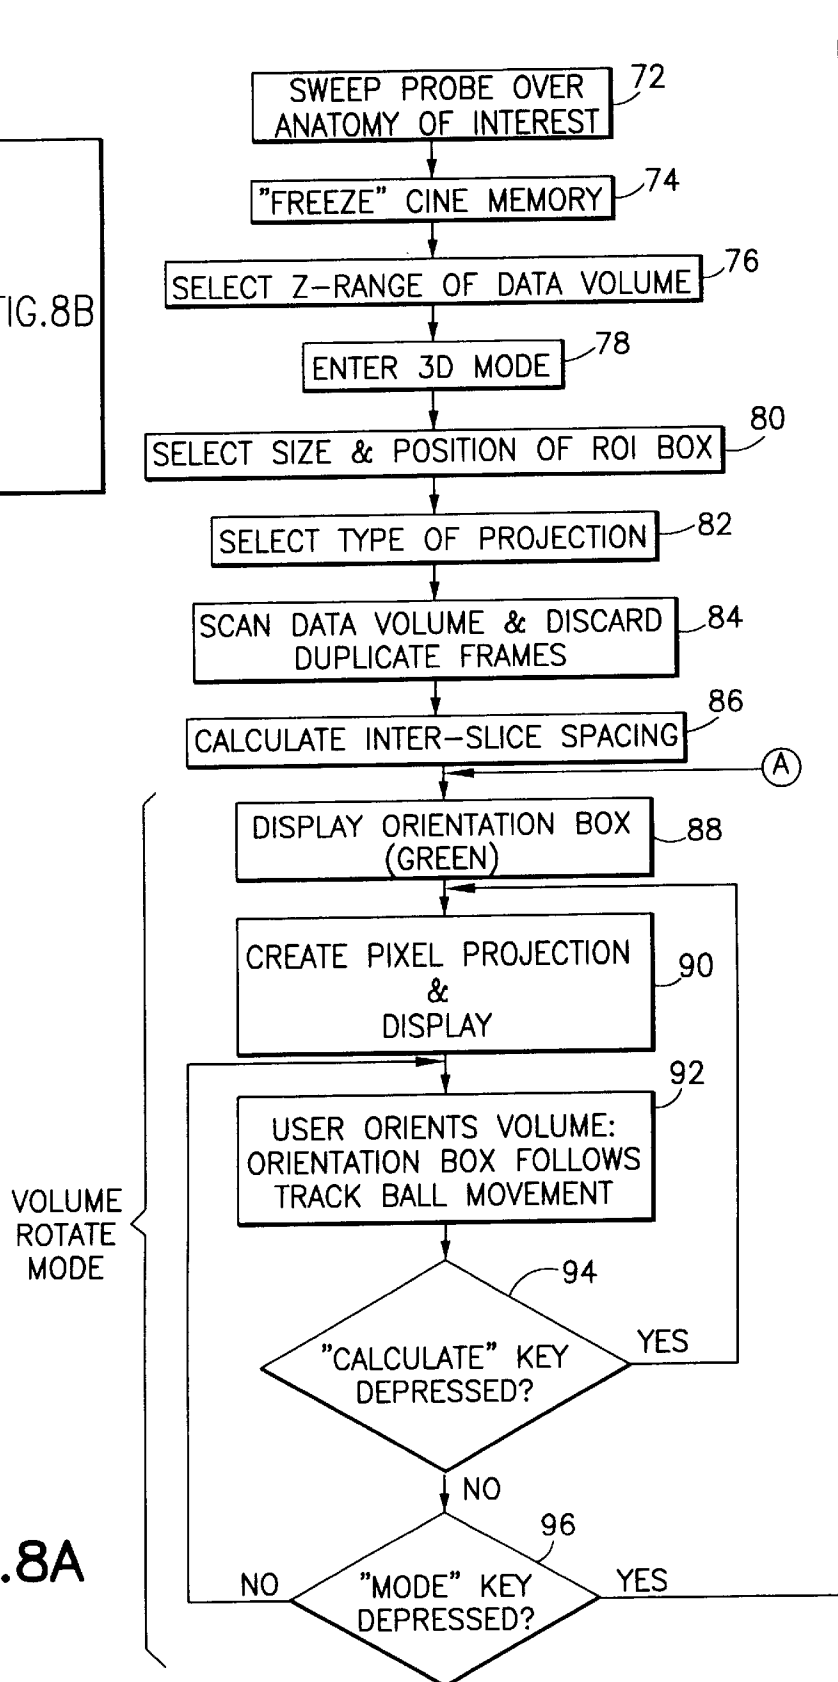 SWEEP PROBE OVER
ANATOMY OF INTEREST
72
"FREEZE" CINE MEMORY
74
SELECT Z-RANGE OF DATA VOLUME
76
ENTER 3D MODE
78
SELECT SIZE & POSITION OF ROI BOX
80
SELECT TYPE OF PROJECTION
82
SCAN DATA VOLUME & DISCARD
DUPLICATE FRAMES
84
CALCULATE INTER-SLICE SPACING
86
A
DISPLAY ORIENTATION BOX
(GREEN)
88
CREATE PIXEL PROJECTION
&
DISPLAY
90
USER ORIENTS VOLUME:
ORIENTATION BOX FOLLOWS
TRACK BALL MOVEMENT
92
VOLUME
ROTATE
MODE
"CALCULATE" KEY
DEPRESSED?
94
YES
NO
"MODE" KEY
DEPRESSED?
96
NO
YES
FIG.8B
.8A